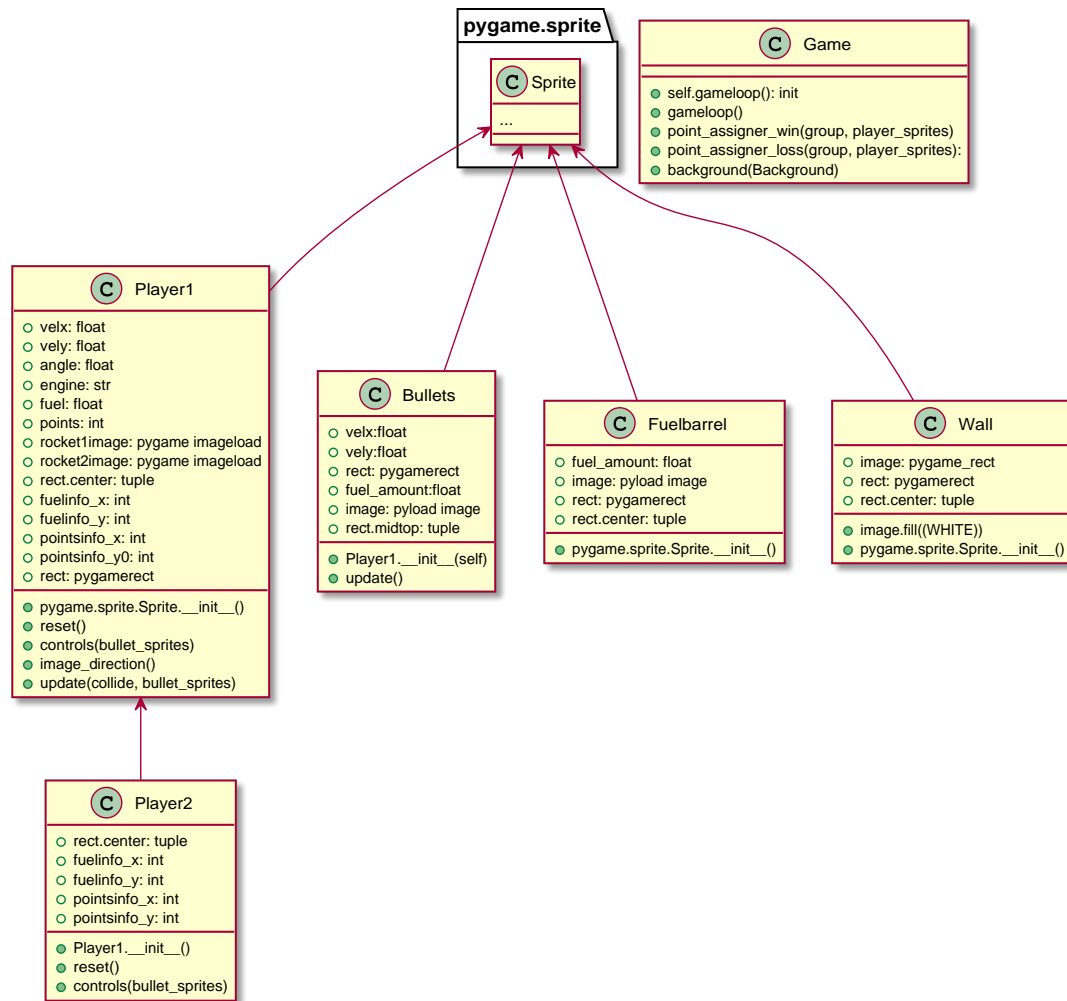 pygame.sprite
C Sprite
...
C Game
self.gameloop(): init
gameloop()
point_assigner_win(group, player_sprites)
point_assigner_loss(group, player_sprites):
background(Background)
C Player1
velx: float
vely: float
angle: float
engine: str
fuel: float
points: int
rocket1image: pygame imageload
rocket2image: pygame imageload
rect.center: tuple
fuelinfo_x: int
fuelinfo_y: int
pointsinfo_x: int
pointsinfo_y0: int
rect: pygamerect
pygame.sprite.Sprite.__init__()
reset()
controls(bullet_sprites)
image_direction()
update(collide, bullet_sprites)
C Bullets
velx:float
vely:float
rect: pygamerect
fuel_amount:float
image: pyload image
rect.midtop: tuple
Player1.__init__(self)
update()
C Fuelbarrel
fuel_amount: float
image: pyload image
rect: pygamerect
rect.center: tuple
pygame.sprite.Sprite.__init__()
C Wall
image: pygame_rect
rect: pygamerect
rect.center: tuple
image.fill((WHITE))
pygame.sprite.Sprite.__init__()
C Player2
rect.center: tuple
fuelinfo_x: int
fuelinfo_y: int
pointsinfo_x: int
pointsinfo_y: int
Player1.__init__()
reset()
controls(bullet_sprites)